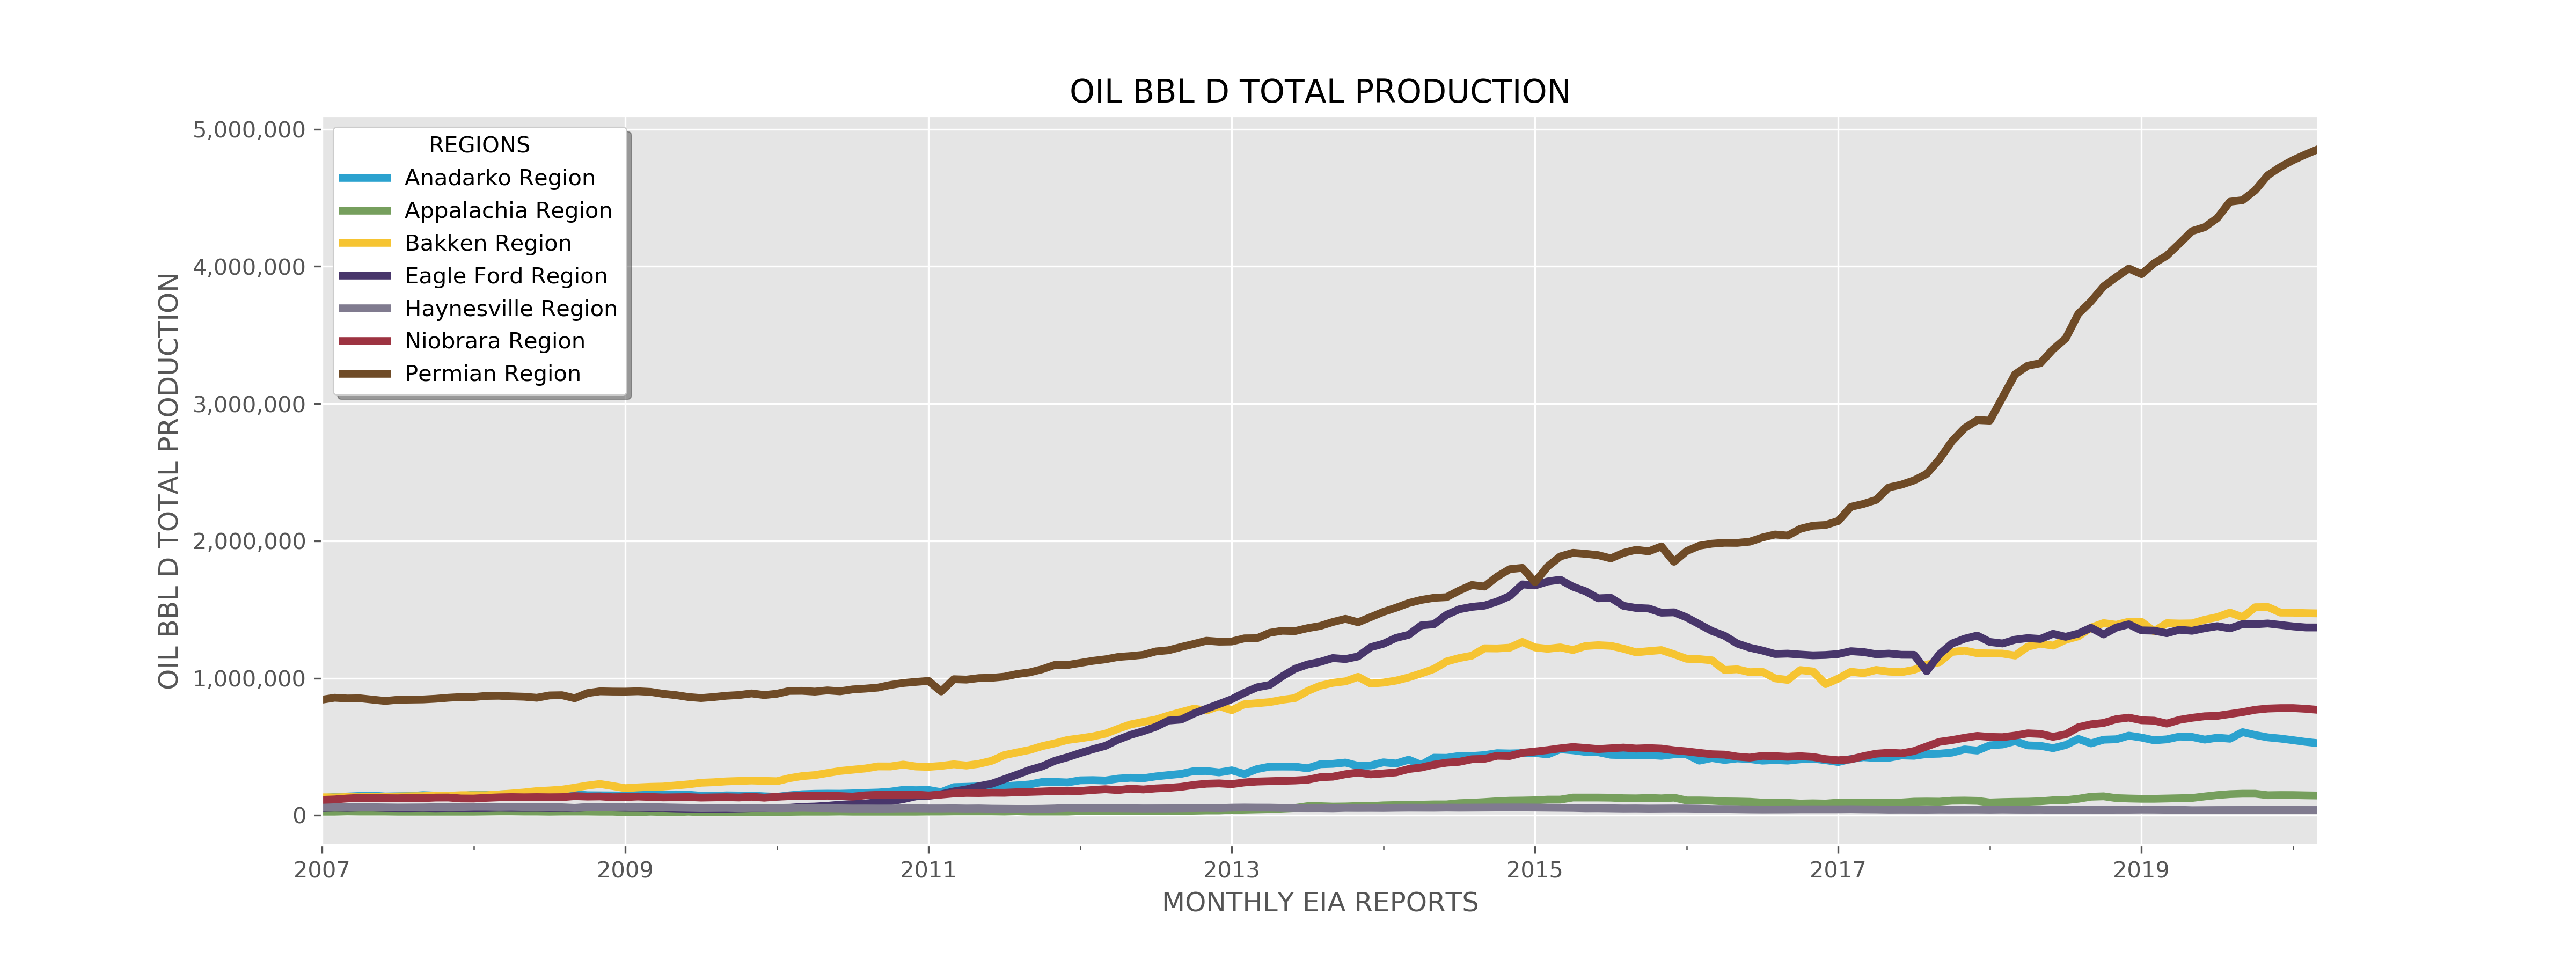 OIL BBL D TOTAL PRODUCTION
5,000,000
4,000,000
3,000,000
2,000,000
1,000,000
0
OIL BBL D TOTAL PRODUCTION
REGIONS
Anadarko Region
Appalachia Region
Bakken Region
Eagle Ford Region
Haynesville Region
Niobrara Region
Permian Region
2007 2009 2011 2013 2015 2017 2019
MONTHLY EIA REPORTS